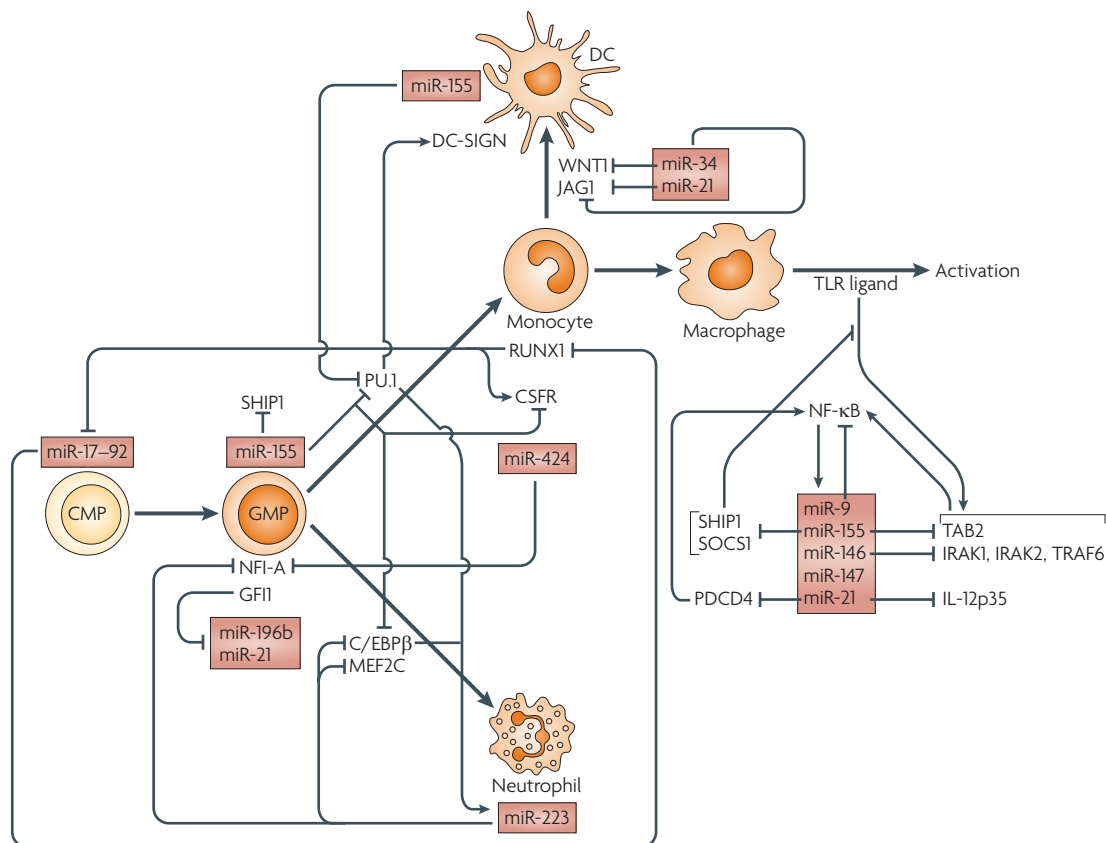 DC
miR-155
DC-SIGN
WNT1
JAG1
miR-34
miR-21
Monocyte
Macrophage
TLR ligand
Activation
RUNX1
PU.1
CSFR
SHIP1
miR-17–92
miR-155
miR-424
NF-κB
CMP
GMP
miR-9
miR-155
miR-146
miR-147
miR-21
SHIP1
SOCS1
TAB2
IRAK1, IRAK2, TRAF6
NFI-A
GFI1
PDCD4
IL-12p35
miR-196b
miR-21
C/EBPβ
MEF2C
Neutrophil
miR-223